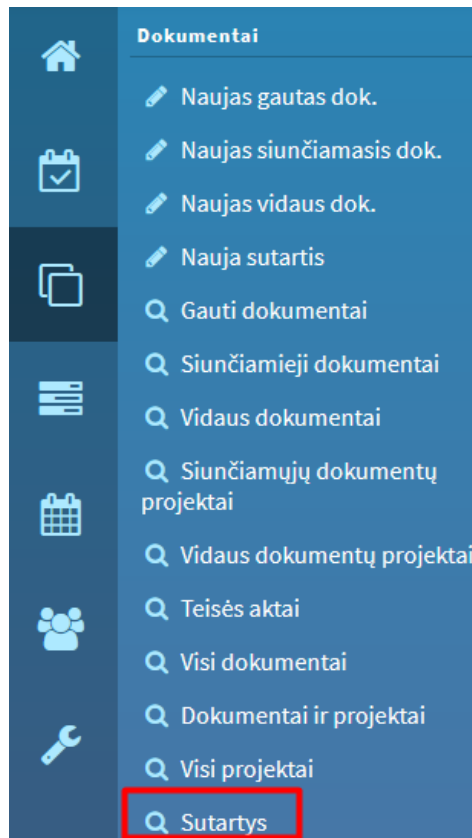 Dokumentai
Naujas gautas dok.
Naujas siunčiamasis dok.
Naujas vidaus dok.
Nauja sutartis
Gauti dokumentai
Siunčiamieji dokumentai
Vidaus dokumentai
Siunčiamųjų dokumentų
projektai
Vidaus dokumentų projektai
Teisės aktai
Visi dokumentai
Dokumentai ir projektai
Visi projektai
Sutartys